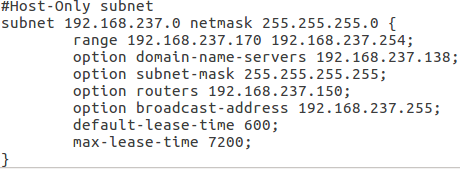 #Host-Only subnet
subnet 192.168.237.0 netmask 255.255.255.0 {
range 192.168.237.170 192.168.237.254;
option domain-name-servers 192.168.237.138;
option subnet-mask 255.255.255.255;
option routers 192.168.237.150;
option broadcast-address 192.168.237.255;
default-lease-time 600;
max-lease-time 7200;
}